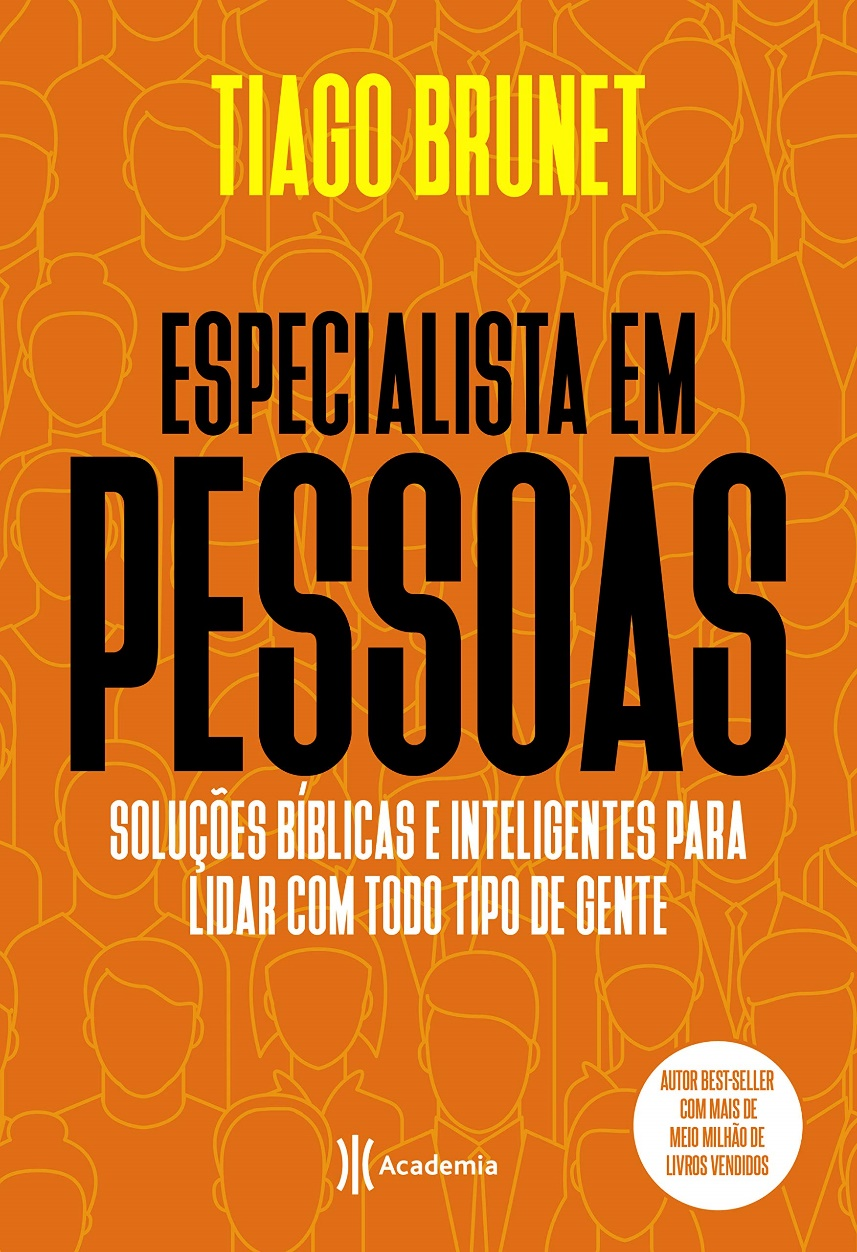 TIAGO BRUNET
ESPECIALISTA EM
PESSOAS
SOLUÇÕES BÍBLICAS E INTELIGENTES PARA
LIDAR COM TODO TIPO DE GENTE
AUTOR BEST-SELLER
COM MAIS DE
MEIO MILHÃO DE
LIVROS VENDIDOS
Academia